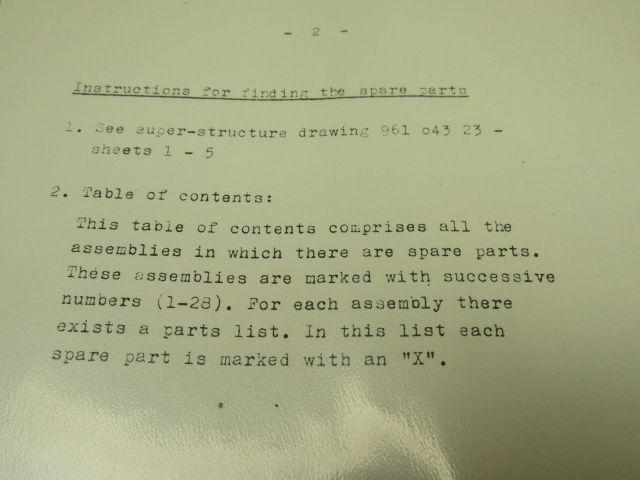 - 2 -
Instructions for finding the spare parts
1. See super-structure drawing 961 o43 23 -
sheets 1 - 5
2. Table of contents:
This table of contents comprises all the
assemblies in which there are spare parts.
These assemblies are marked with successive
numbers (1-28). For each assembly there
exists a parts list. In this list each
spare part is marked with an "X".